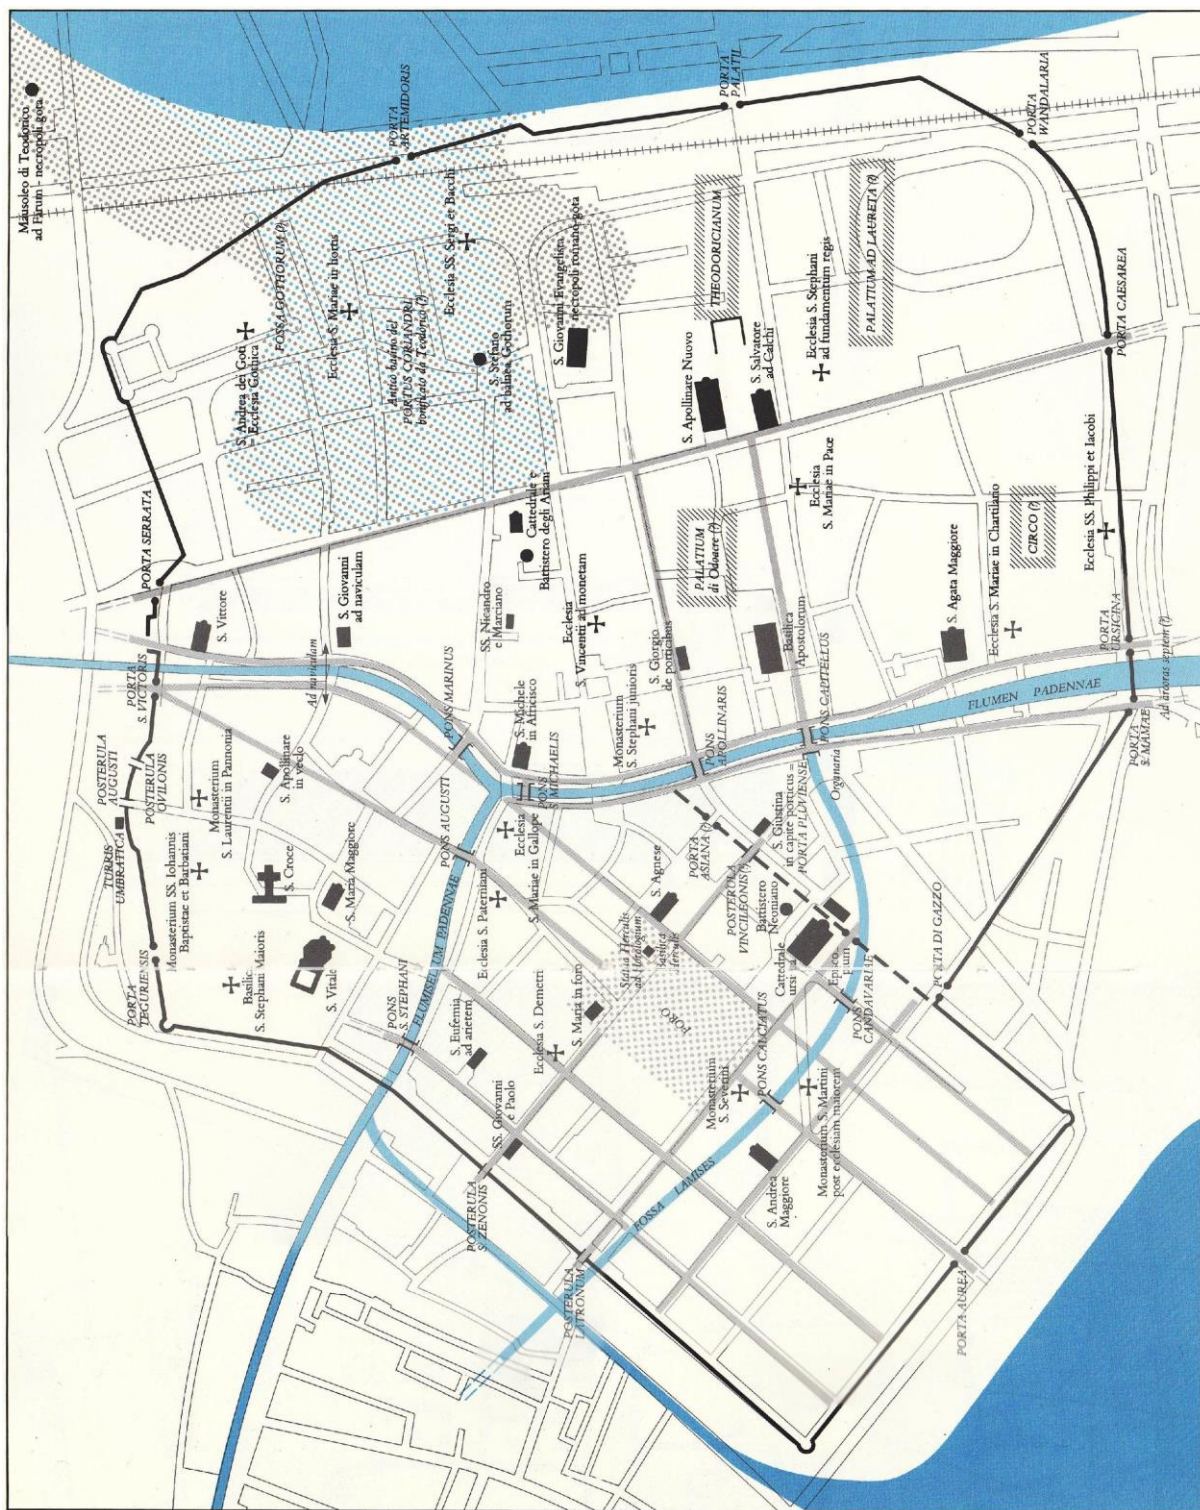 Mausoleo di Teodorico
ad Farum - necropoli gota
PORTA
ARTEMIDORIS
PORTA
PALATII
PORTA
WANDALARIA
FOSSA GOTHORUM (?)
S. Andrea dei Goti
= Ecclesia Gothica
Ecclesia S. Mariae in hortis
Antico bacino del
PORTUS CORIANDRI
bonificato da Teodorico (?)
Ecclesia SS. Sergi et Bacchi
S. Stefano
ad balnea Gothorum
S. Giovanni Evangelista
necropoli romano-gota
THEODORICIANUM
PALATIUM AD LAURETA (?)
Ecclesia S. Stephani
ad fundamentum regis
S. Apollinare Nuovo
S. Salvatore
ad Calchi
PORTA CAESAREA
PORTA SERRATA
Cattedrale e
Battistero degli Ariani
Ecclesia
S. Mariae in Pace
PALATIUM
di Odoacre (?)
CIRCO (?)
Ecclesia SS. Philippi et Iacobi
S. Vittore
S. Giovanni
ad naviculam
SS. Nicandro
e Marciano
Ecclesia
S. Vincentii ad monetam
S. Giorgio
de porticibus
Basilica
Apostolorum
S. Agata Maggiore
Ecclesia S. Mariae in Chartilano
PORTA
URSICINA
PORTA
S. VICTORIS
Ad naviculam
PONS MARINUS
S. Michele
in Africisco
Monasterium
S. Stephani junioris
PONS
APOLLINARIS
PONS CADTELLUS
FLUMEN PADENNAE
Ad arboras septem (?)
PORTA
S. MAMAE
POSTERULA
AUGUSTI
POSTERULA
OVILIONIS
Monasterium
S. Laurentii in Pannonia
S. Apollinare
in veclo
PONS AUGUSTI
PONS
S. MICHAELIS
Organaria
TURRIS
UMBRATICA
Monasterium SS. Iohannis
Baptistae et Barbatiani
S. Croce
S. Maria Maggiore
Ecclesia
S. Mariae in Gallope
Ecclesia S. Paterniani
PORTA
ASIANA (?)
S. Giustina
in capite porticus =
PORTA PLUVIENSE
S. Agnese
POSTERULA
VINCILEONIS (?)
Battistero
Neoniano
PORTA
TEGURIENSIS
Basilic.
S. Stephani Maioris
S. Vitale
FLUMISELLUM PADENNAE
PONS
S. STEPHANI
Statua Herculis
ad Horologium
Basilica
Herculis
Cattedrale
ursiana
PORTA DI GAZZO
S. Eufemia
ad arietem
Ecclesia S. Demetri
S. Maria in foro
FORO
PONS
CANDAVARIAE
SS. Giovanni
e Paolo
Monasterium
S. Severini
PONS CALCIATUS
Monasterium S. Martini
post ecclesiam maiorem
POSTERULA
S. ZENONIS
FOSSA LAMISES
S. Andrea
Maggiore
POSTERULA
LATRONUM
PORTA AUREA